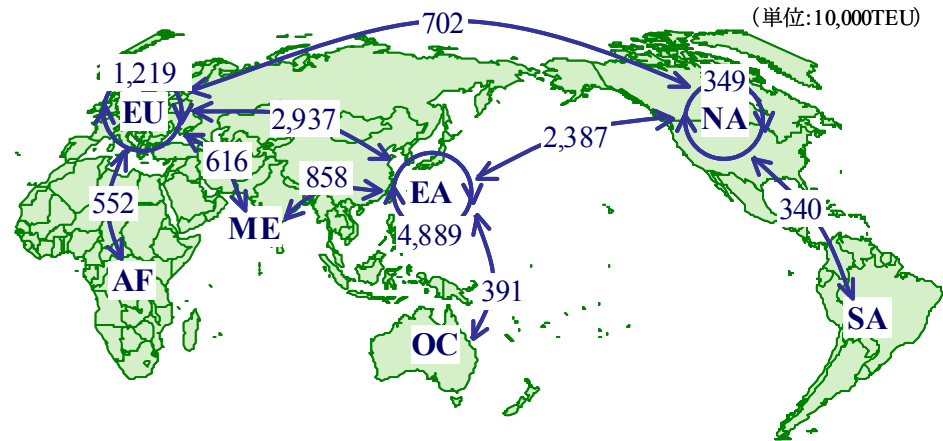 702
(単位:10,000TEU)
1,219
EU
349
NA
2,937
2,387
616
858
EA
552
ME
4,889
340
AF
391
SA
OC